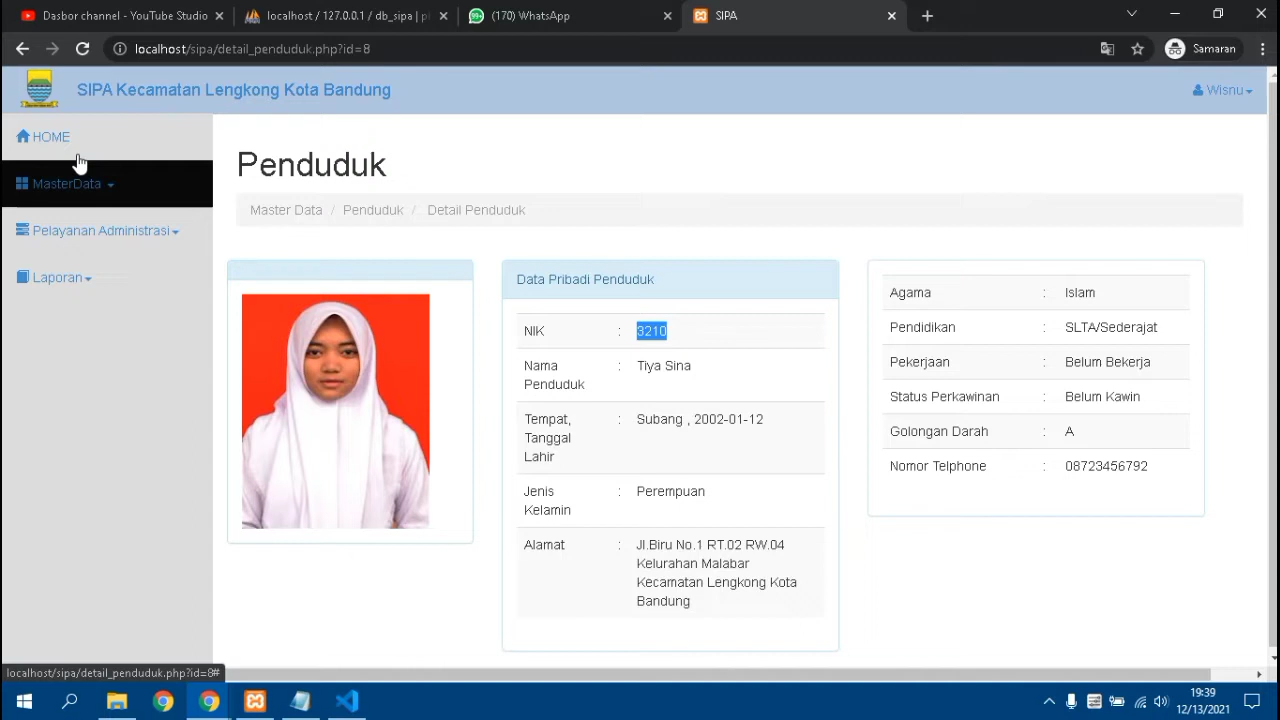 Dasbor channel - YouTube Studio
localhost / 127.0.0.1 / db_sipa | p
(170) WhatsApp
SIPA
localhost/sipa/detail_penduduk.php?id=8
Samaran
SIPA Kecamatan Lengkong Kota Bandung
Wisnu
HOME
MasterData
Pelayanan Administrasi
Laporan
Penduduk
Master Data / Penduduk / Detail Penduduk
Data Pribadi Penduduk
NIK : 3210
Nama Penduduk : Tiya Sina
Tempat, Tanggal Lahir : Subang , 2002-01-12
Jenis Kelamin : Perempuan
Alamat : Jl.Biru No.1 RT.02 RW.04
Kelurahan Malabar
Kecamatan Lengkong Kota
Bandung
Agama : Islam
Pendidikan : SLTA/Sederajat
Pekerjaan : Belum Bekerja
Status Perkawinan : Belum Kawin
Golongan Darah : A
Nomor Telphone : 08723456792
localhost/sipa/detail_penduduk.php?id=8#
19:39
12/13/2021